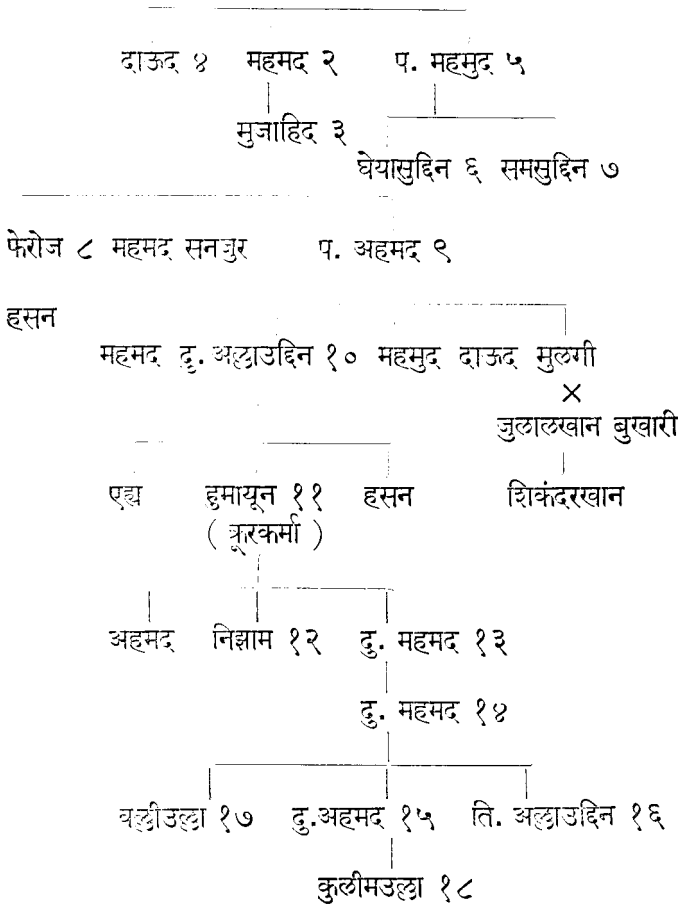 दाऊद ४ महमद २ प. महमुद ५
मुजाहिद ३
घेयासुद्दिन ६ समसुद्दिन ७
फेरोज ८ महमद सनजुर प. अहमद ९
हसन
महमद दु. अल्लाउद्दिन १० महमुद दाऊद मुलगी
×
जुलालखान बुखारी
एह्य हुमायून ११ हसन शिकंदरखान
( क्रूरकर्मा )
अहमद निझाम १२ दु. महमद १३
दु. महमद १४
वल्लीउल्ला १७ दु.अहमद १५ ति. अल्लाउद्दिन १६
कुलीमउल्ला १८